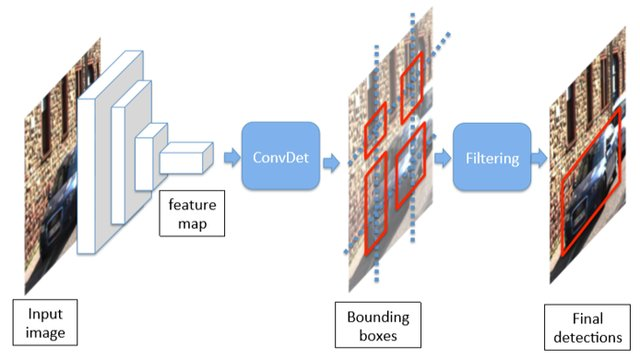 ConvDet
Filtering
feature
map
Input
image
Bounding
boxes
Final
detections